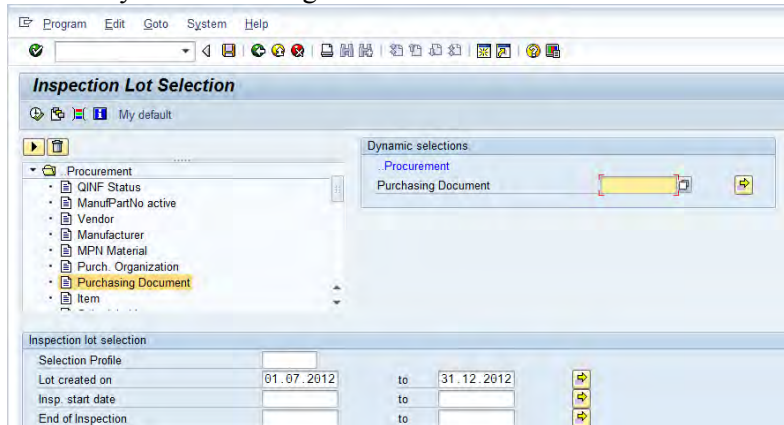 Program Edit Goto System Help
Inspection Lot Selection
My default
Procurement
QINF Status
ManufPartNo active
Vendor
Manufacturer
MPN Material
Purch. Organization
Purchasing Document
Item
Dynamic selections
..Procurement
Purchasing Document
Inspection lot selection
Selection Profile
Lot created on 01.07.2012 to 31.12.2012
Insp. start date to
End of Inspection to